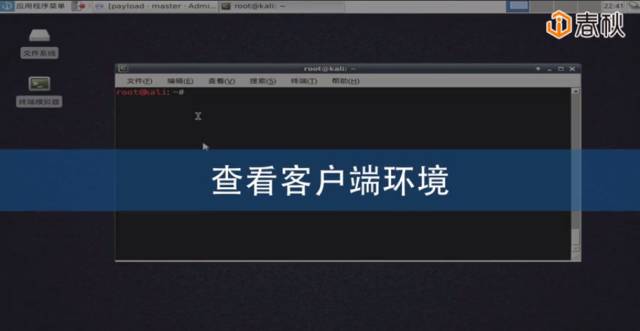 应用程序菜单 [payload - master - Admi... root@kali: ~ 22:41
春秋
文件系统
终端模拟器
root@kali: ~
文件(F) 编辑(E) 查看(V) 搜索(S) 终端(T) 帮助(H)
root@kali:~#
查看客户端环境